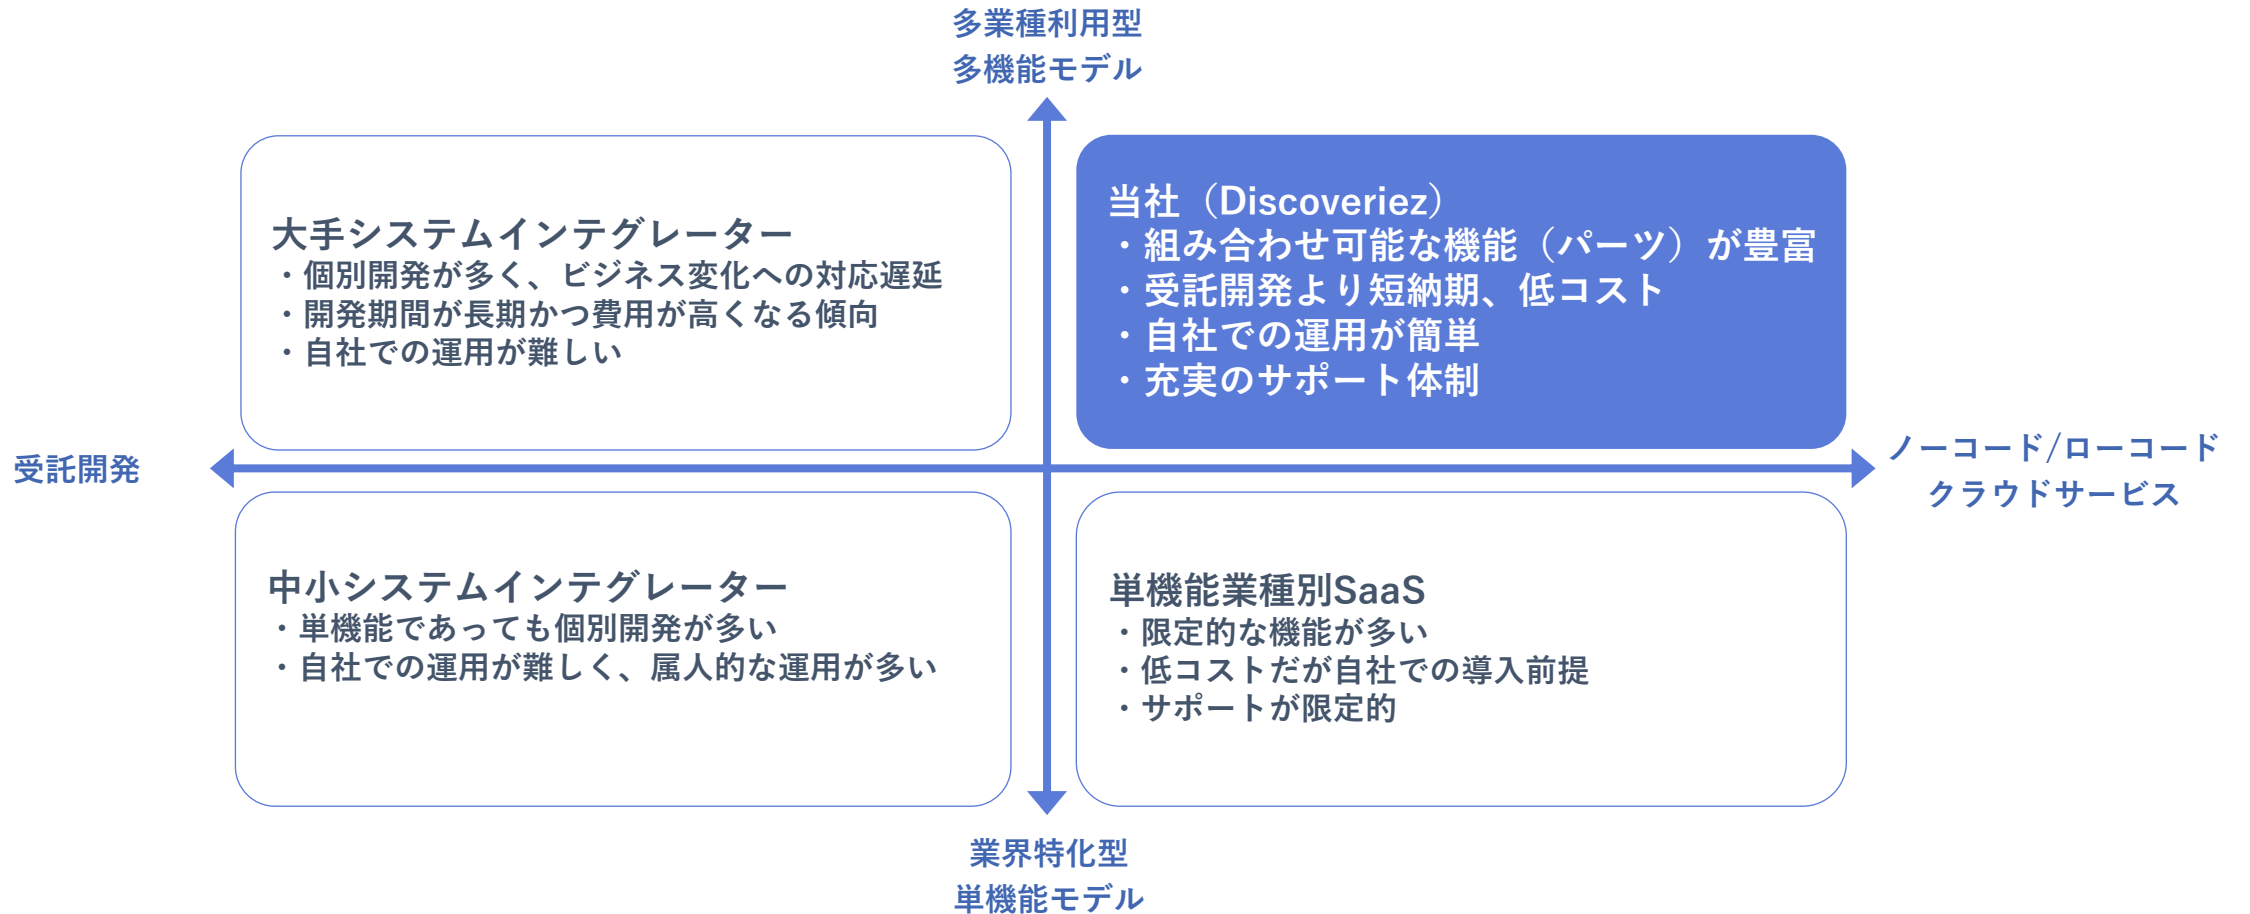 多業種利用型
多機能モデル
大手システムインテグレーター
・個別開発が多く、ビジネス変化への対応遅延
・開発期間が長期かつ費用が高くなる傾向
・自社での運用が難しい
当社（Discoveriez）
・組み合わせ可能な機能（パーツ）が豊富
・受託開発より短納期、低コスト
・自社での運用が簡単
・充実のサポート体制
受託開発
ノーコード/ローコード
クラウドサービス
中小システムインテグレーター
・単機能であっても個別開発が多い
・自社での運用が難しく、属人的な運用が多い
単機能業種別SaaS
・限定的な機能が多い
・低コストだが自社での導入前提
・サポートが限定的
業界特化型
単機能モデル